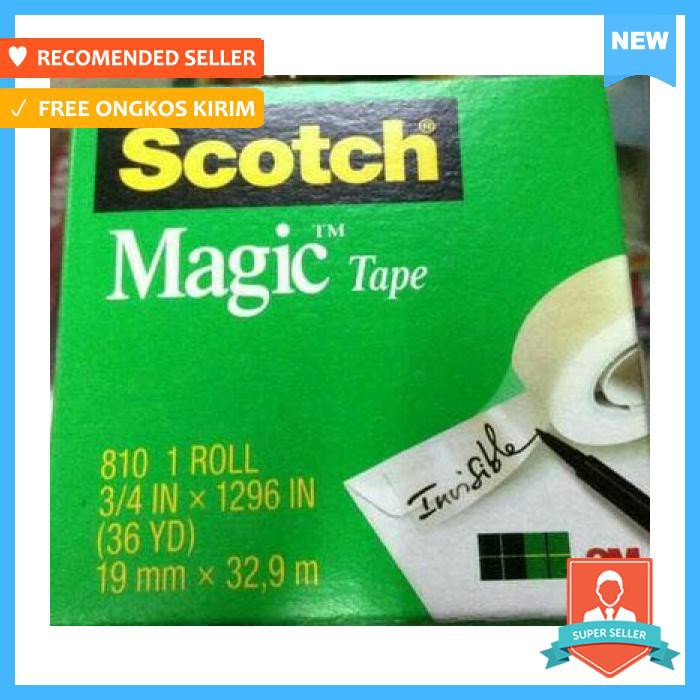 NEW
RECOMENDED SELLER
✓ FREE ONGKOS KIRIM
Scotch®
Magic™ Tape
810 1 ROLL
3/4 IN × 1296 IN
(36 YD)
19 mm × 32,9 m
Invisible
SUPER SELLER